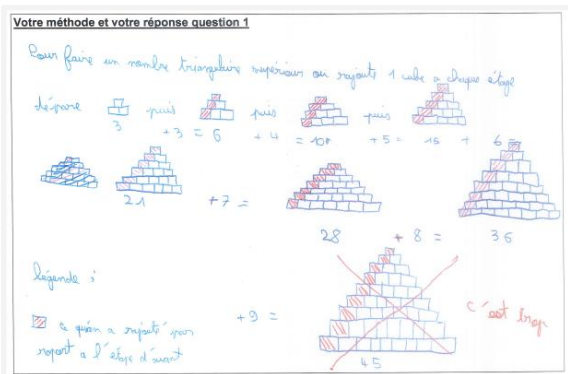 Votre méthode et votre réponse question 1
Pour faire un nombre triangulaire supérieur on rajoute 1 cube a chaque étage
départ puis puis puis
3 +3 = 6 +4 = 10 +5 = 15 + 6 =
21 +7 =
28 + 8 = 36
légende :
ce qu'on a rajouté par
raport a l'étape d'avant
+9 =
45
c'est trop